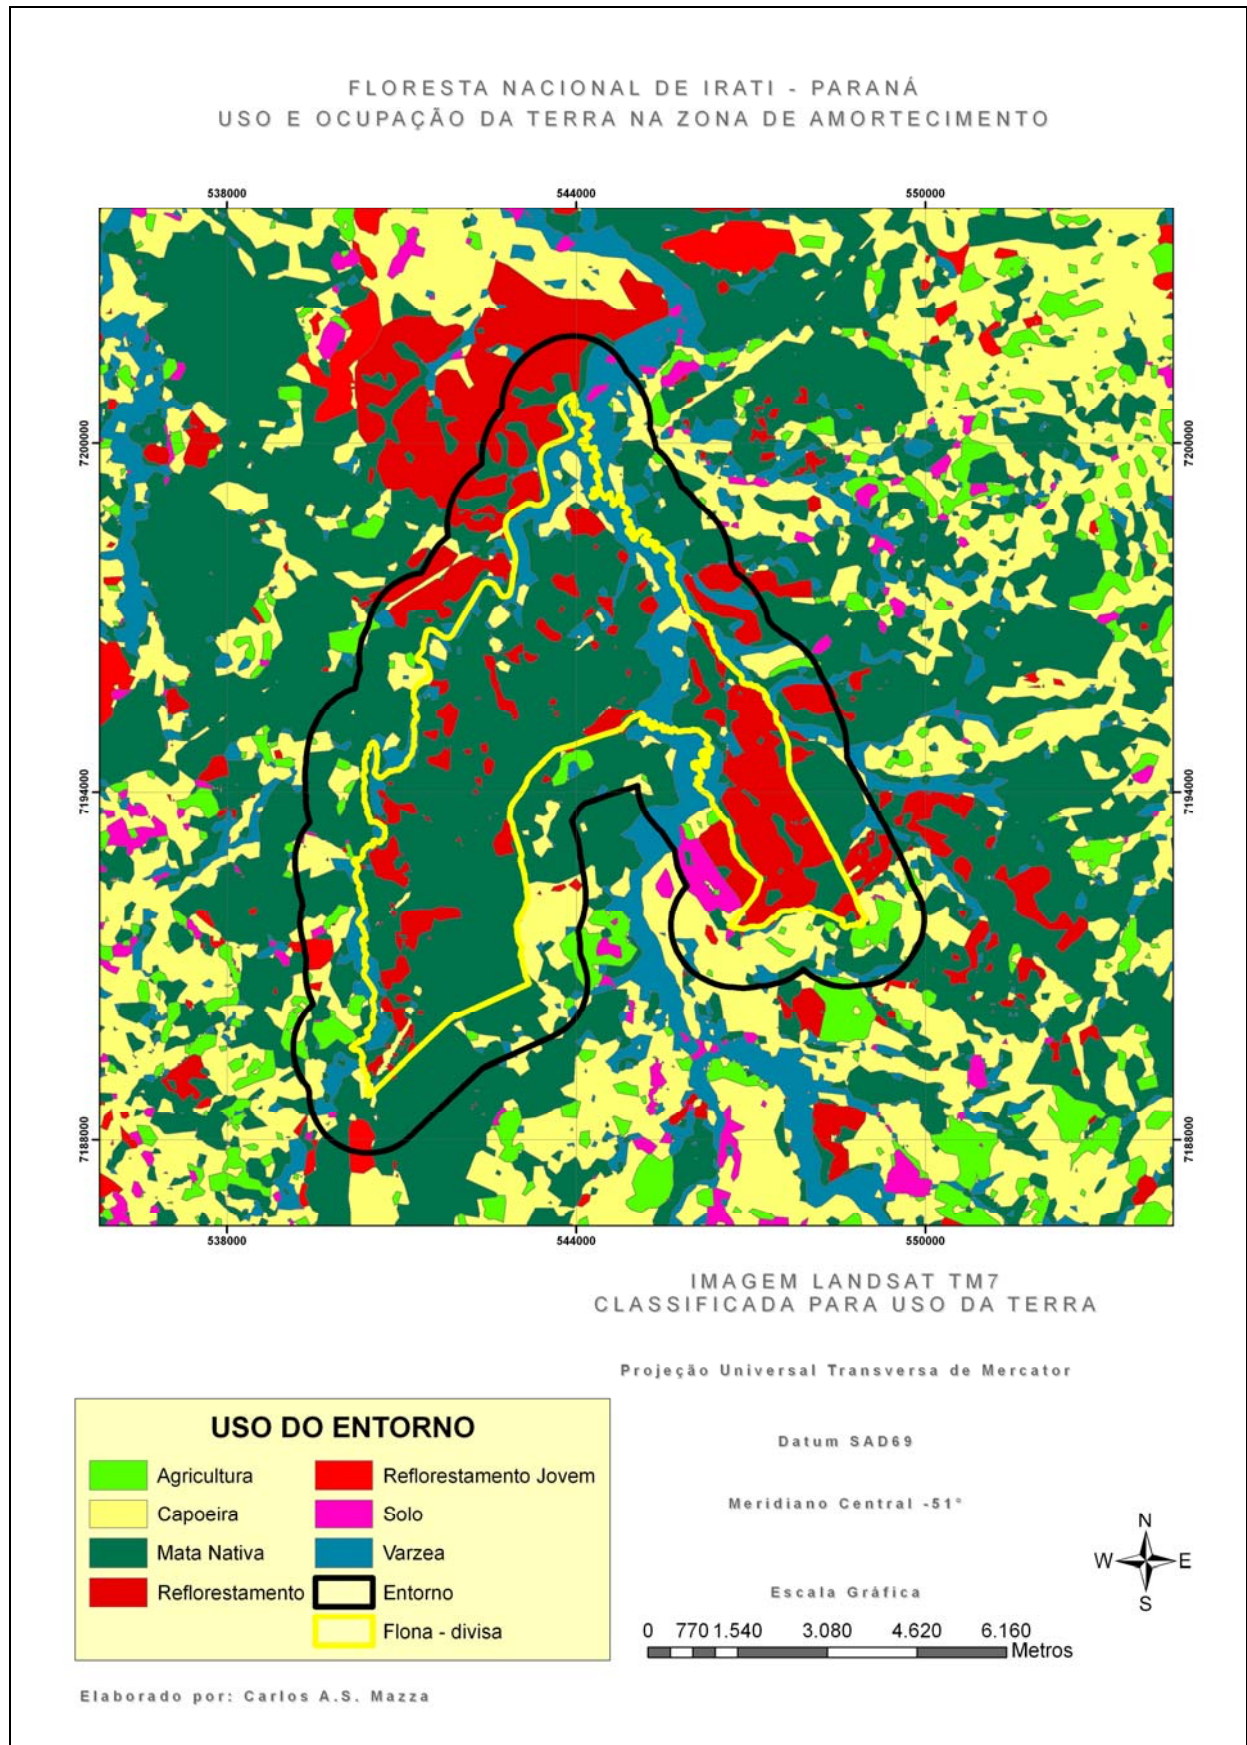 FLORESTA NACIONAL DE IRATI - PARANÁ
USO E OCUPAÇÃO DA TERRA NA ZONA DE AMORTECIMENTO
538000 544000 550000
7200000 7200000
7194000 7194000
7188000 7188000
538000 544000 550000
IMAGEM LANDSAT TM7
CLASSIFICADA PARA USO DA TERRA
Projeção Universal Transversa de Mercator
Datum SAD69
Meridiano Central -51°
Escala Gráfica
0 770 1.540 3.080 4.620 6.160
Metros
N
W E
S
USO DO ENTORNO
Agricultura
Capoeira
Mata Nativa
Reflorestamento
Reflorestamento Jovem
Solo
Varzea
Entorno
Flona - divisa
Elaborado por: Carlos A.S. Mazza